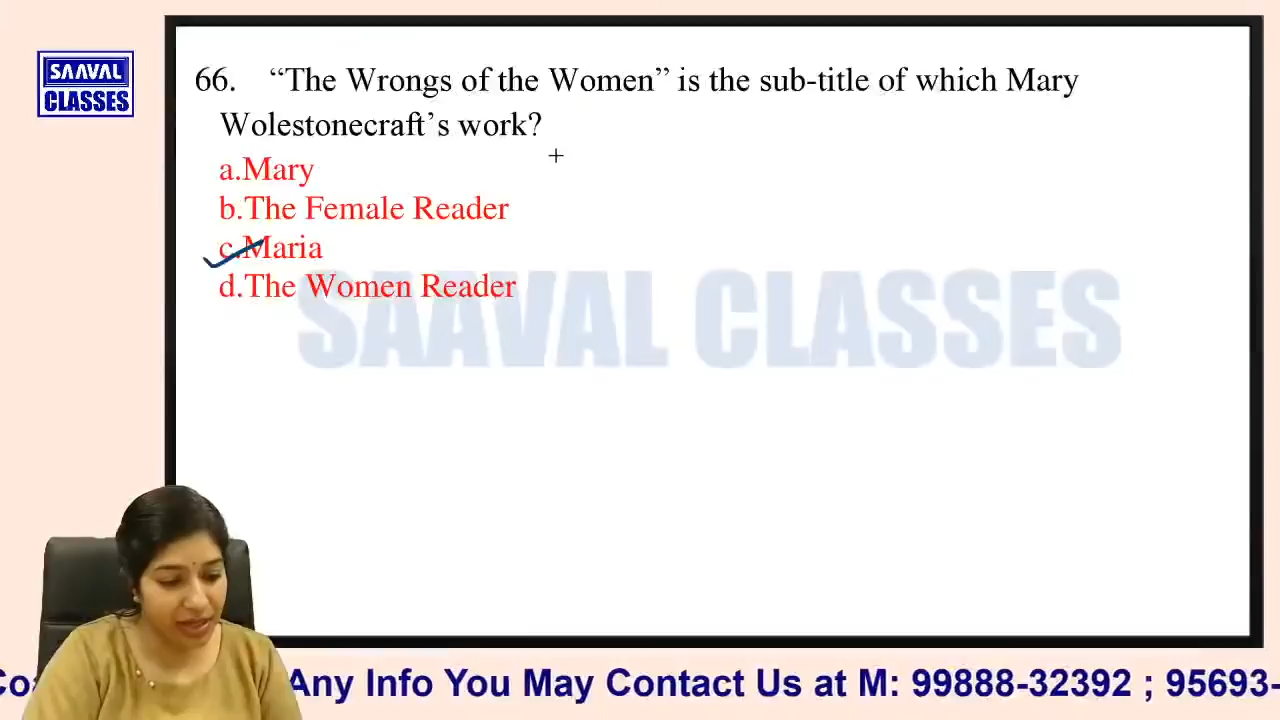 SAAVAL
CLASSES
66. “The Wrongs of the Women” is the sub-title of which Mary
Wolestonecraft’s work?
a.Mary
b.The Female Reader
c.Maria
d.The Women Reader
SAAVAL CLASSES
Any Info You May Contact Us at M: 99888-32392 ; 95693-